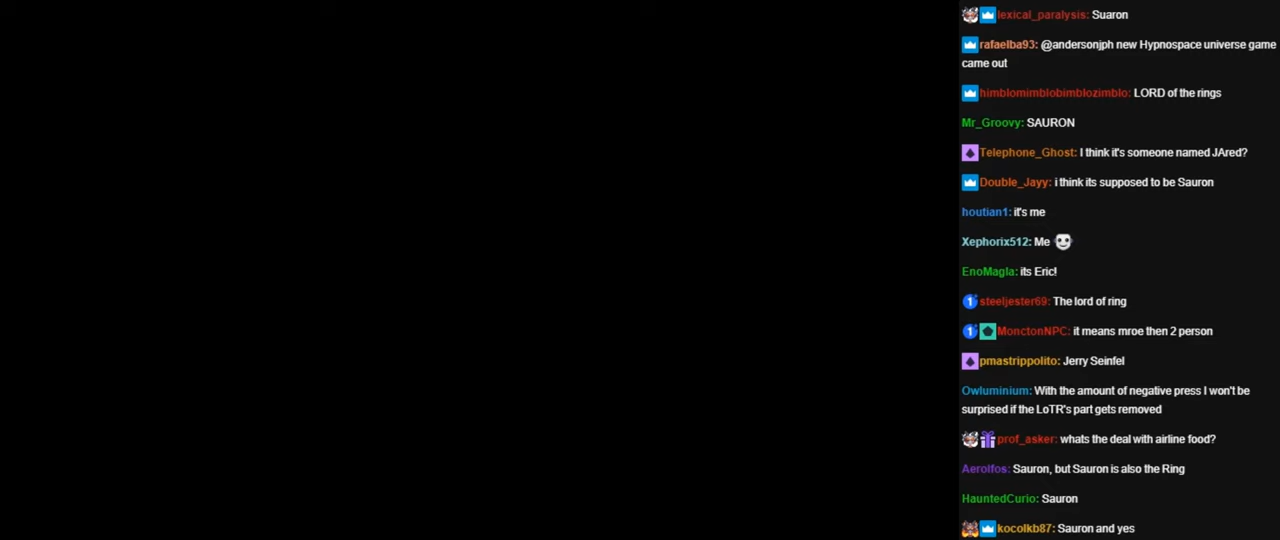 lexical_paralysis: Suaron
rafaelba93: @andersonjph new Hypnospace universe game
came out
himblomimblobimblozimblo: LORD of the rings
Mr_Groovy: SAURON
Telephone_Ghost: I think it's someone named JAred?
Double_Jayy: i think its supposed to be Sauron
houtian1: it's me
Xephorix512: Me
EnoMagla: its Eric!
1 steeljester69: The lord of ring
1 MonctonNPC: it means mroe then 2 person
pmastrippolito: Jerry Seinfel
Owluminium: With the amount of negative press I won't be
surprised if the LoTR's part gets removed
prof_asker: whats the deal with airline food?
Aerolfos: Sauron, but Sauron is also the Ring
HauntedCurio: Sauron
kocolkb87: Sauron and yes